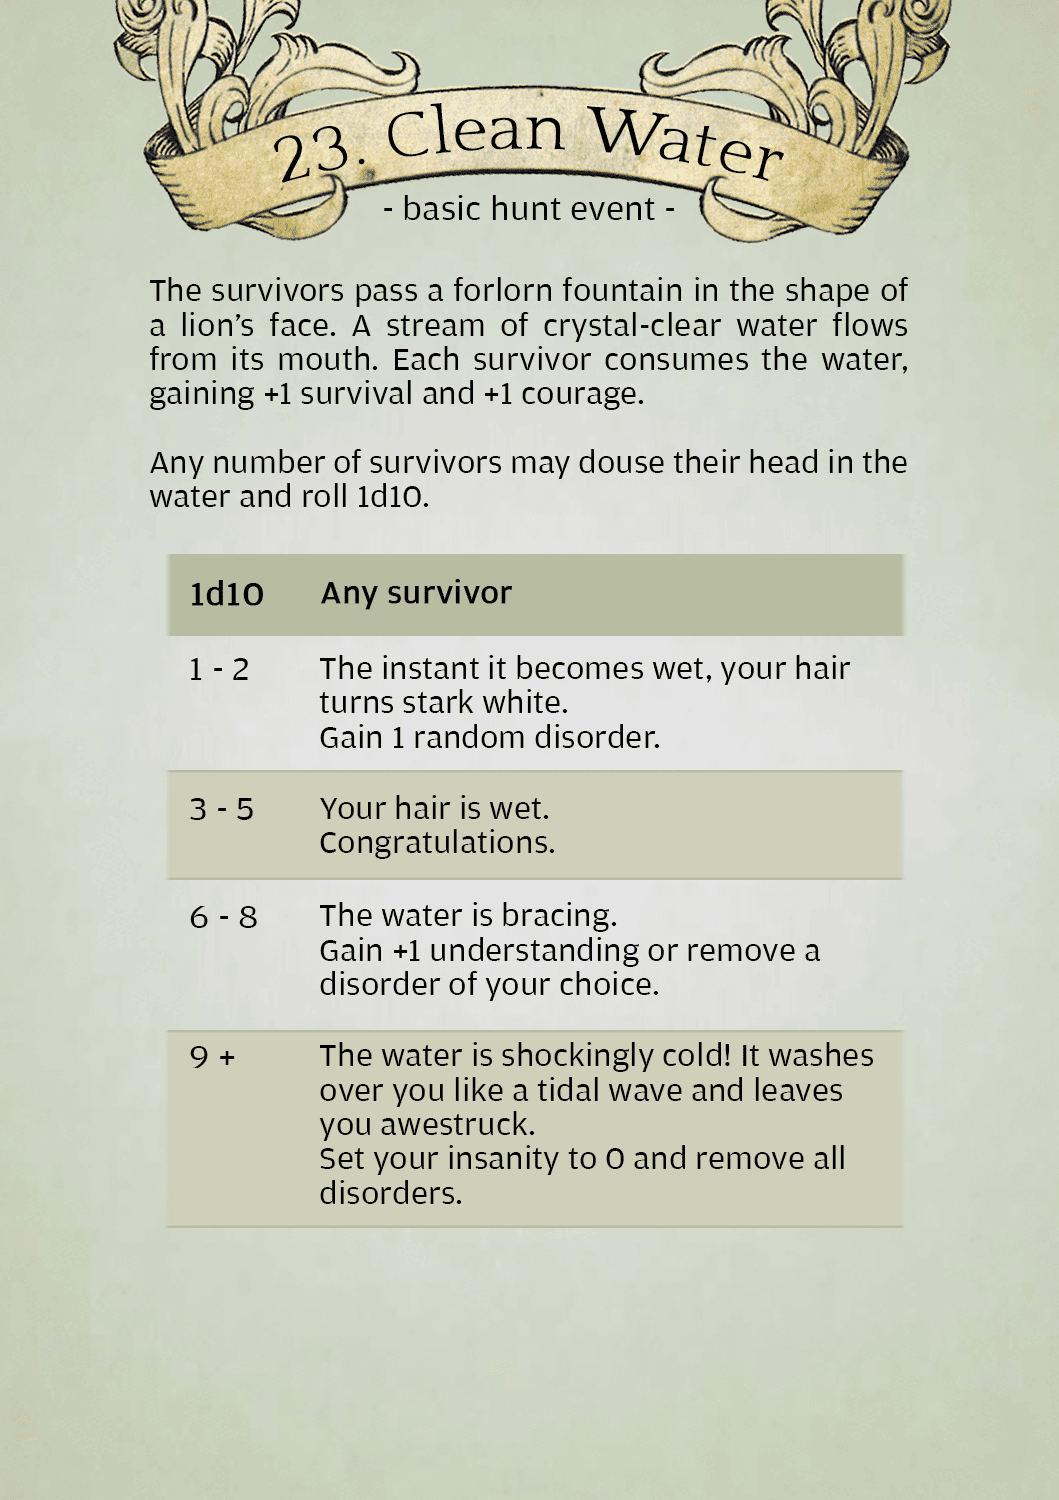 23. Clean Water
- basic hunt event -
The survivors pass a forlorn fountain in the shape of
a lion's face. A stream of crystal-clear water flows
from its mouth. Each survivor consumes the water,
gaining +1 survival and +1 courage.
Any number of survivors may douse their head in the
water and roll 1d10.
1d10 Any survivor
1 - 2 The instant it becomes wet, your hair
turns stark white.
Gain 1 random disorder.
3 - 5 Your hair is wet.
Congratulations.
6 - 8 The water is bracing.
Gain +1 understanding or remove a
disorder of your choice.
9 + The water is shockingly cold! It washes
over you like a tidal wave and leaves
you awestruck.
Set your insanity to 0 and remove all
disorders.